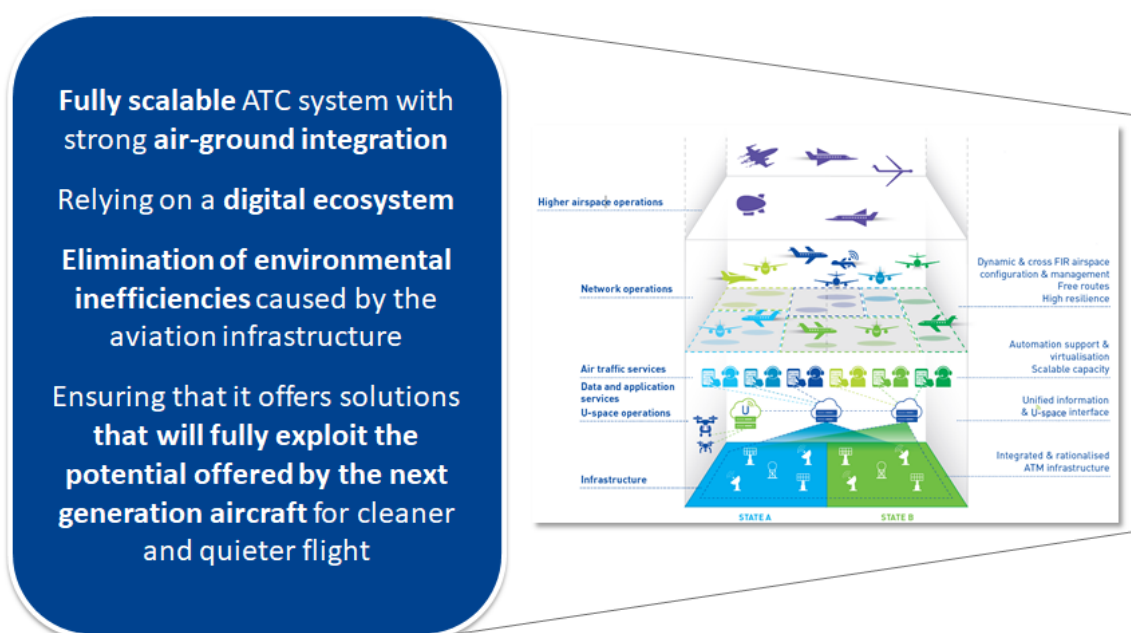 Fully scalable ATC system with
strong air-ground integration
Relying on a digital ecosystem
Elimination of environmental
inefficiencies caused by the
aviation infrastructure
Ensuring that it offers solutions
that will fully exploit the
potential offered by the next
generation aircraft for cleaner
and quieter flight
Higher airspace operations
Network operations
Dynamic & cross FIR airspace
configuration & management
Free routes
High resilience
Air traffic services
Data and application
services
U-space operations
Automation support &
virtualisation
Scalable capacity
Unified information
& U-space interface
U
Infrastructure
Integrated & rationalised
ATM infrastructure
STATE A
STATE B